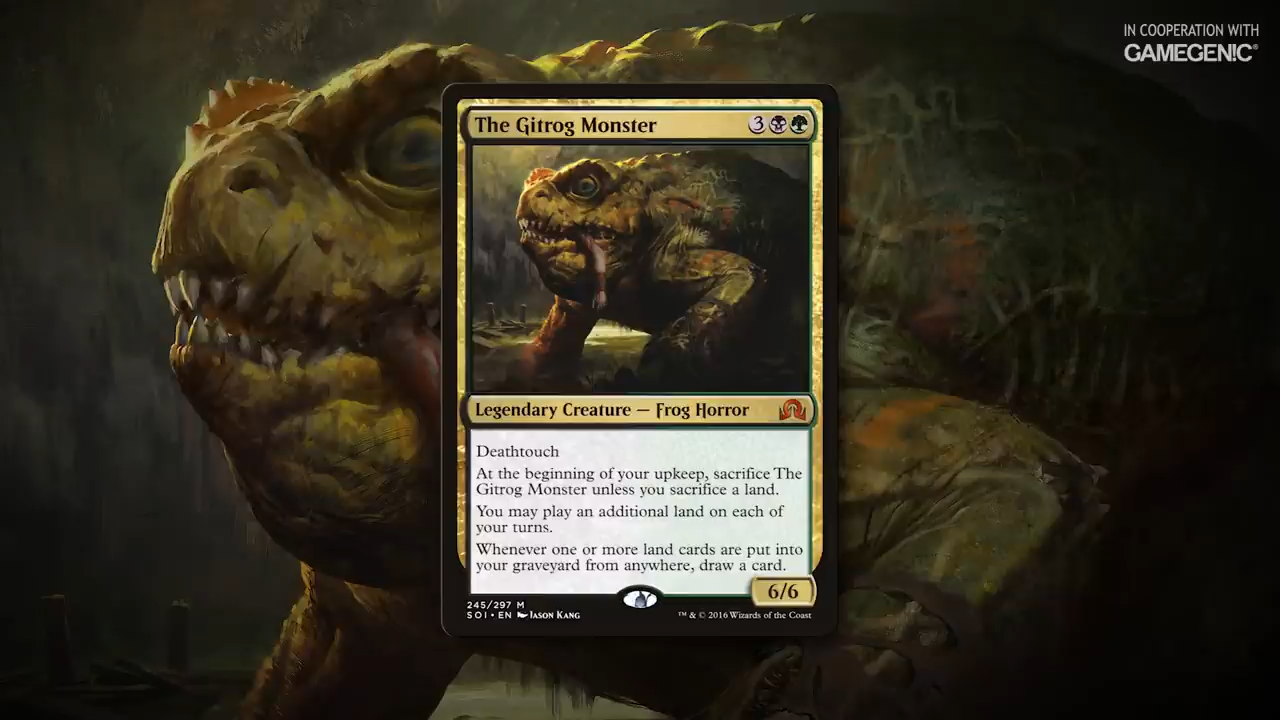 IN COOPERATION WITH
GAMEGEN!C®
The Gitrog Monster 3
Legendary Creature — Frog Horror
Deathtouch
At the beginning of your upkeep, sacrifice The
Gitrog Monster unless you sacrifice a land.
You may play an additional land on each of
your turns.
Whenever one or more land cards are put into
your graveyard from anywhere, draw a card.
6/6
245/297 M
SOI • EN JASON KANG
™ & © 2016 Wizards of the Coast